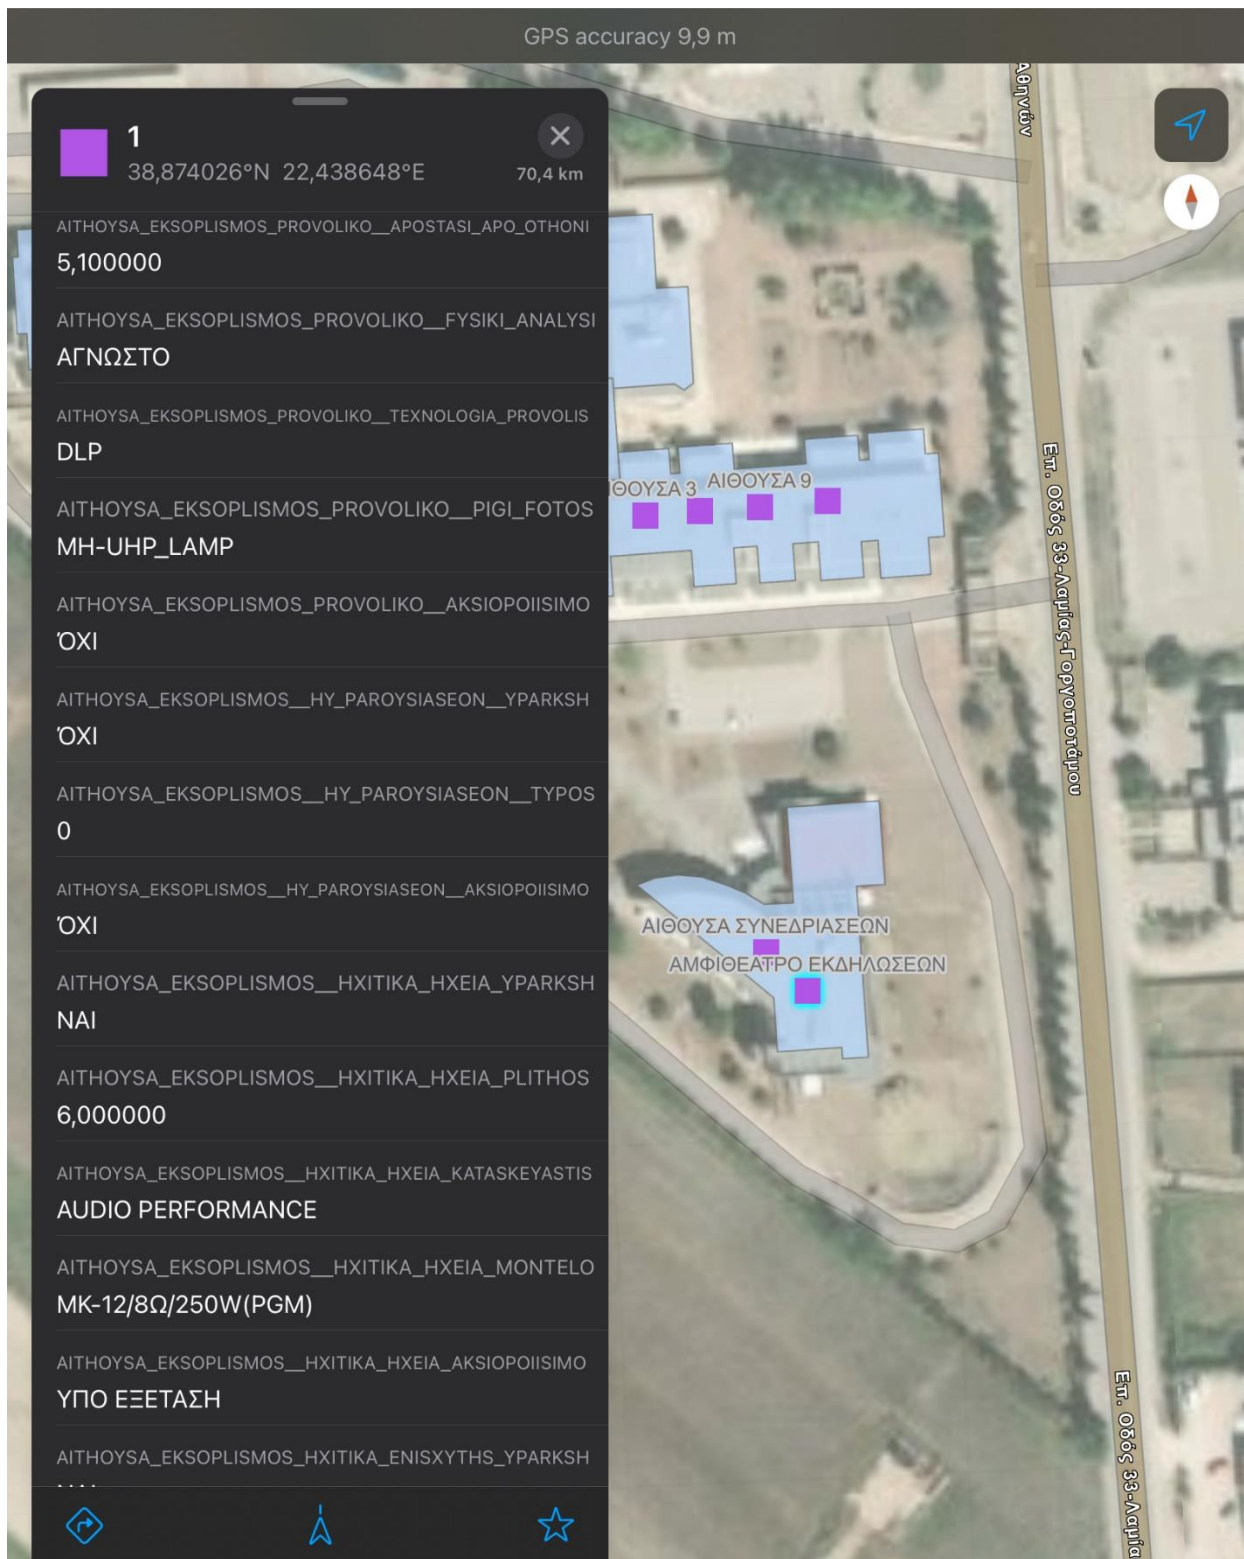 GPS accuracy 9,9 m
1
38,874026°N 22,438648°E
70,4 km
AITHOYSA_EKSOPLISMOS_PROVOLIKO__APOSTASI_APO_OTHONI
5,100000
AITHOYSA_EKSOPLISMOS_PROVOLIKO__FYSIKI_ANALYSI
ΑΓΝΩΣΤΟ
AITHOYSA_EKSOPLISMOS_PROVOLIKO__TEXNOLOGIA_PROVOLIS
DLP
AITHOYSA_EKSOPLISMOS_PROVOLIKO__PIGI_FOTOS
MH-UHP_LAMP
AITHOYSA_EKSOPLISMOS_PROVOLIKO__AKSIOPOIISIMO
ΌΧΙ
AITHOYSA_EKSOPLISMOS__HY_PAROYSIASEON__YPARKSH
ΌΧΙ
AITHOYSA_EKSOPLISMOS__HY_PAROYSIASEON__TYPOS
0
AITHOYSA_EKSOPLISMOS__HY_PAROYSIASEON__AKSIOPOIISIMO
ΌΧΙ
AITHOYSA_EKSOPLISMOS__HXITIKA_HXEIA_YPARKSH
ΝΑΙ
AITHOYSA_EKSOPLISMOS__HXITIKA_HXEIA_PLITHOS
6,000000
AITHOYSA_EKSOPLISMOS__HXITIKA_HXEIA_KATASKEYASTIS
AUDIO PERFORMANCE
AITHOYSA_EKSOPLISMOS__HXITIKA_HXEIA_MONTELO
MK-12/8Ω/250W(PGM)
AITHOYSA_EKSOPLISMOS__HXITIKA_HXEIA_AKSIOPOIISIMO
ΥΠΟ ΕΞΕΤΑΣΗ
AITHOYSA_EKSOPLISMOS_HXITIKA_ENISXYTHS_YPARKSH
Αθηνών
ΙΘΟΥΣΑ 3
ΑΙΘΟΥΣΑ 9
Επ. Οδός 33-Λαμίας-Γοργοποτάμου
ΑΙΘΟΥΣΑ ΣΥΝΕΔΡΙΑΣΕΩΝ
ΑΜΦΙΘΕΑΤΡΟ ΕΚΔΗΛΩΣΕΩΝ
Επ. Οδός 33-Λαμία